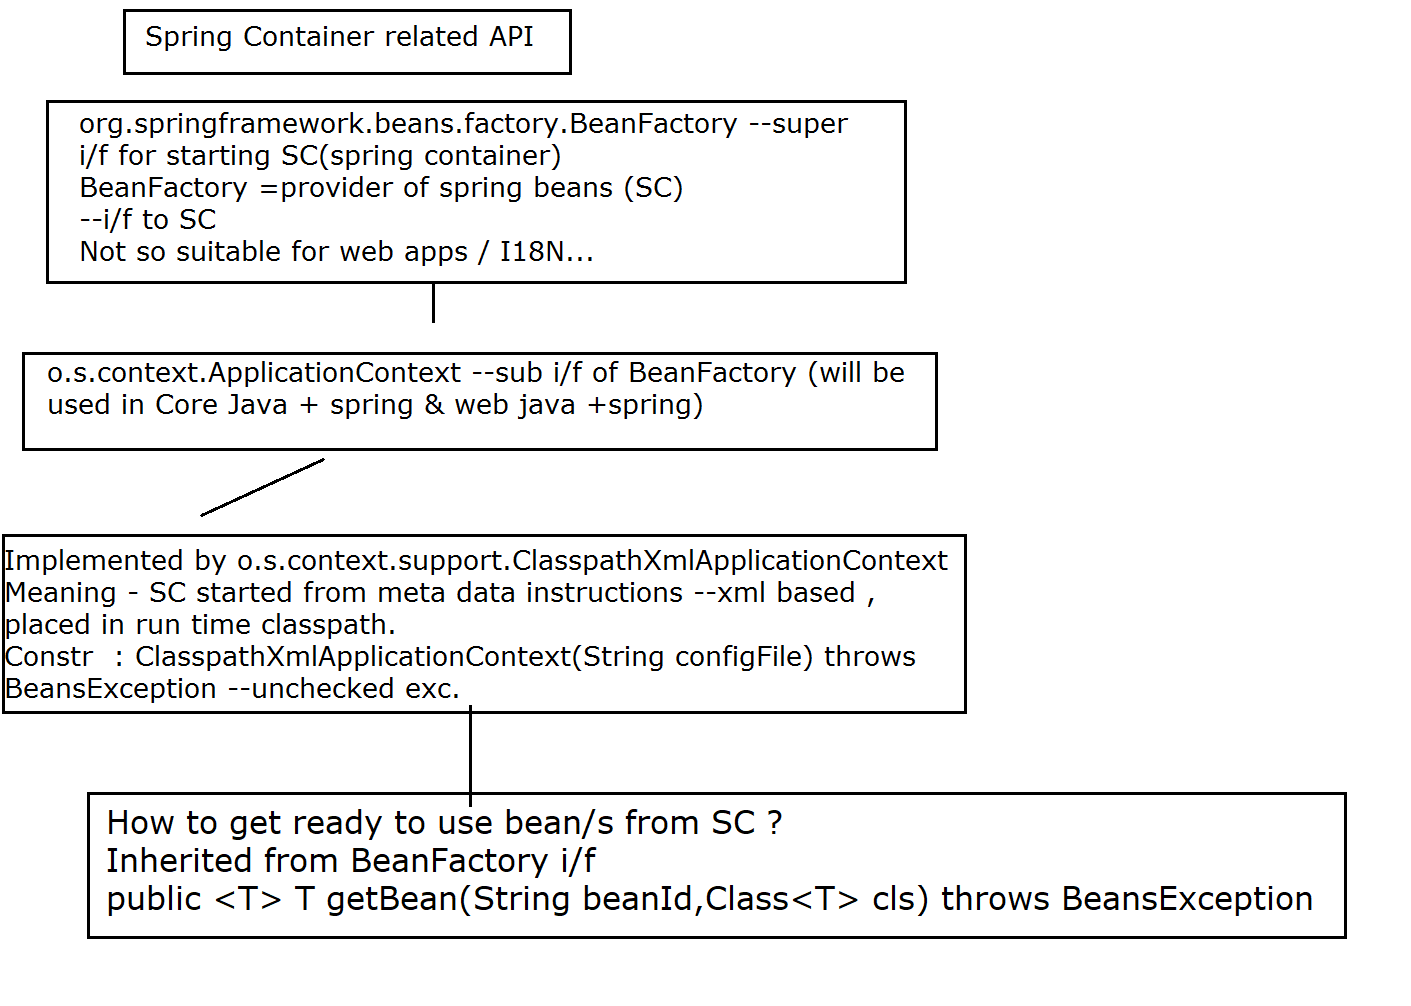 Spring Container related API
org.springframework.beans.factory.BeanFactory --super
i/f for starting SC(spring container)
BeanFactory =provider of spring beans (SC)
--i/f to SC
Not so suitable for web apps / I18N...
o.s.context.ApplicationContext --sub i/f of BeanFactory (will be
used in Core Java + spring & web java +spring)
Implemented by o.s.context.support.ClasspathXmlApplicationContext
Meaning - SC started from meta data instructions --xml based ,
placed in run time classpath.
Constr  : ClasspathXmlApplicationContext(String configFile) throws
BeansException --unchecked exc.
How to get ready to use bean/s from SC ?
Inherited from BeanFactory i/f
public <T> T getBean(String beanId,Class<T> cls) throws BeansException